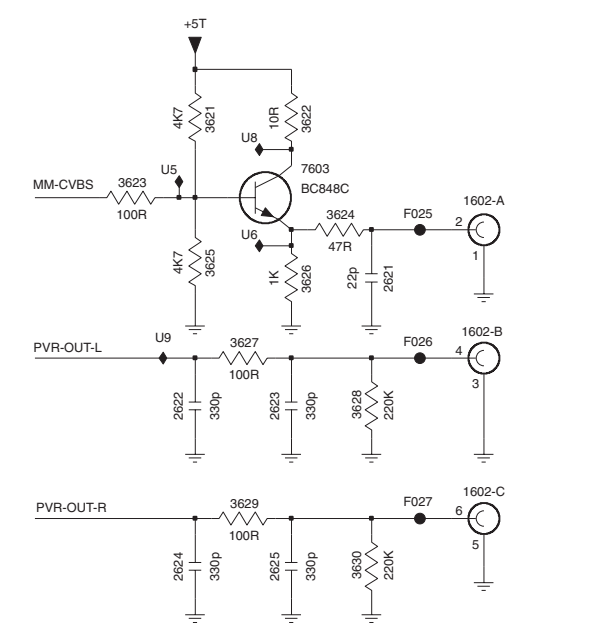 +5T
4K7
3621
10R
3622
U8
7603
BC848C
U5
MM-CVBS
3623
100R
1602-A
3624
47R
F025
2
1
U6
4K7
3625
1K
3626
22p
2621
PVR-OUT-L
U9
3627
100R
F026
1602-B
4
3
2622
330p
2623
330p
3628
220K
PVR-OUT-R
3629
100R
F027
1602-C
6
5
2624
330p
2625
330p
3630
220K